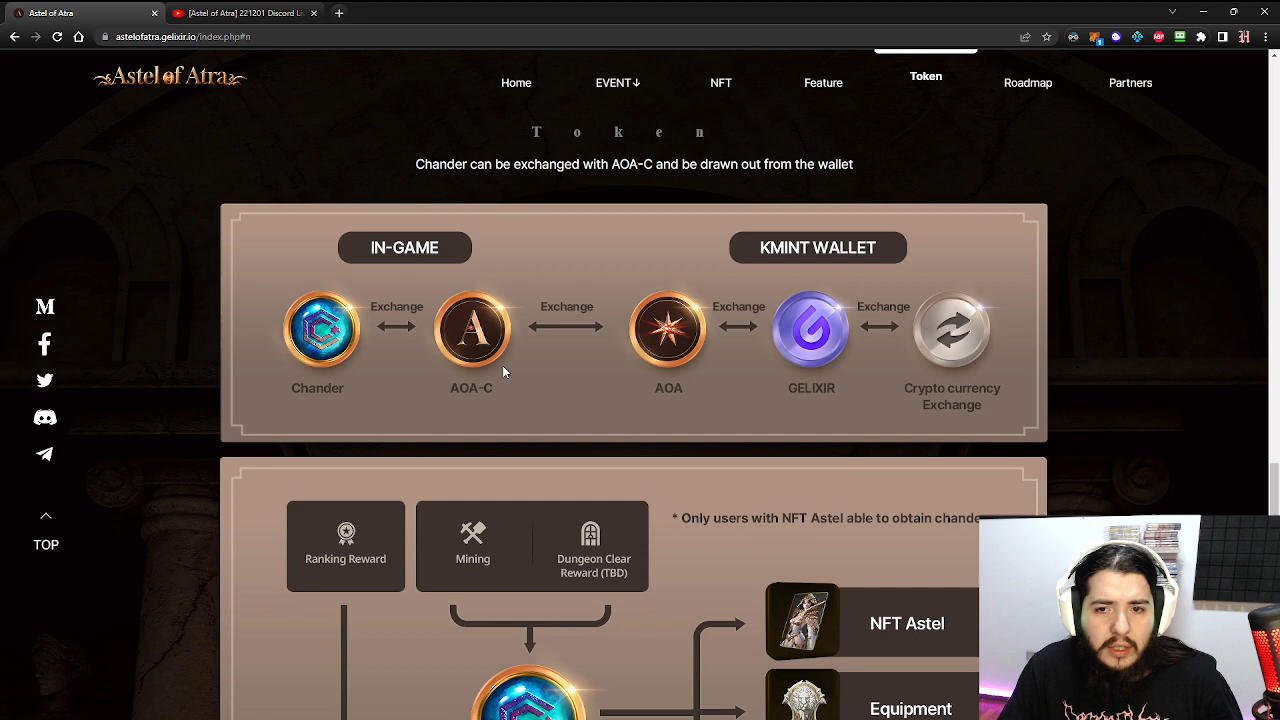 Astel of Atra
[Astel of Atra] 221201 Discord Li
astelofatra.gelixir.io/index.php#n
Astel of Atra
Home
EVENT↓
NFT
Feature
Token
Roadmap
Partners
Token
Chander can be exchanged with AOA-C and be drawn out from the wallet
IN-GAME
KMINT WALLET
Exchange
Exchange
Exchange
Exchange
Chander
AOA-C
AOA
GELIXIR
Crypto currency
Exchange
TOP
* Only users with NFT Astel able to obtain chande
Ranking Reward
Mining
Dungeon Clear
Reward (TBD)
NFT Astel
Equipment